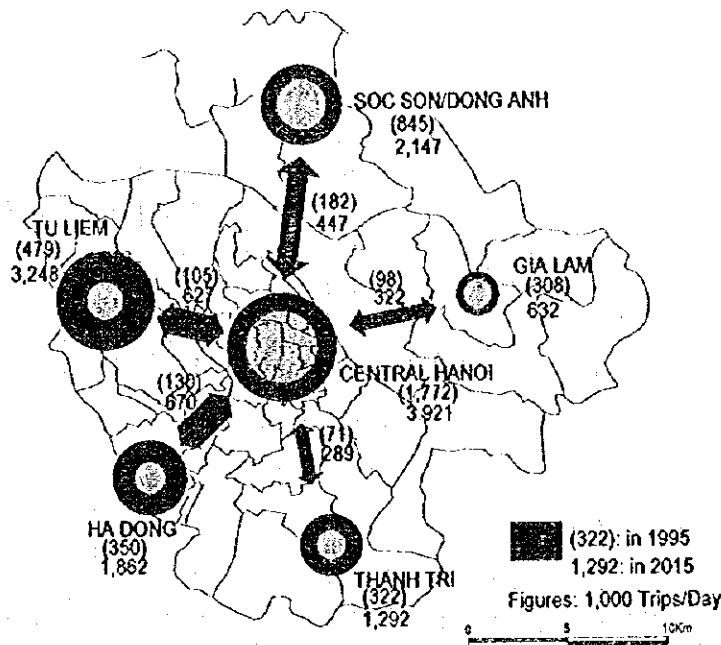 SOC SON/DONG ANH
(845)
2,147
(182)
447
TU LIEM
(479)
3,248
(105)
627
(98)
322
GIA LAM
(308)
632
CENTRAL HANOI
(1,772)
3,921
(130)
670
(71)
289
HA DONG
(350)
1,862
THANH TRI
(322)
1,292
(322): in 1995
1,292: in 2015
Figures: 1,000 Trips/Day
0 5 10Km